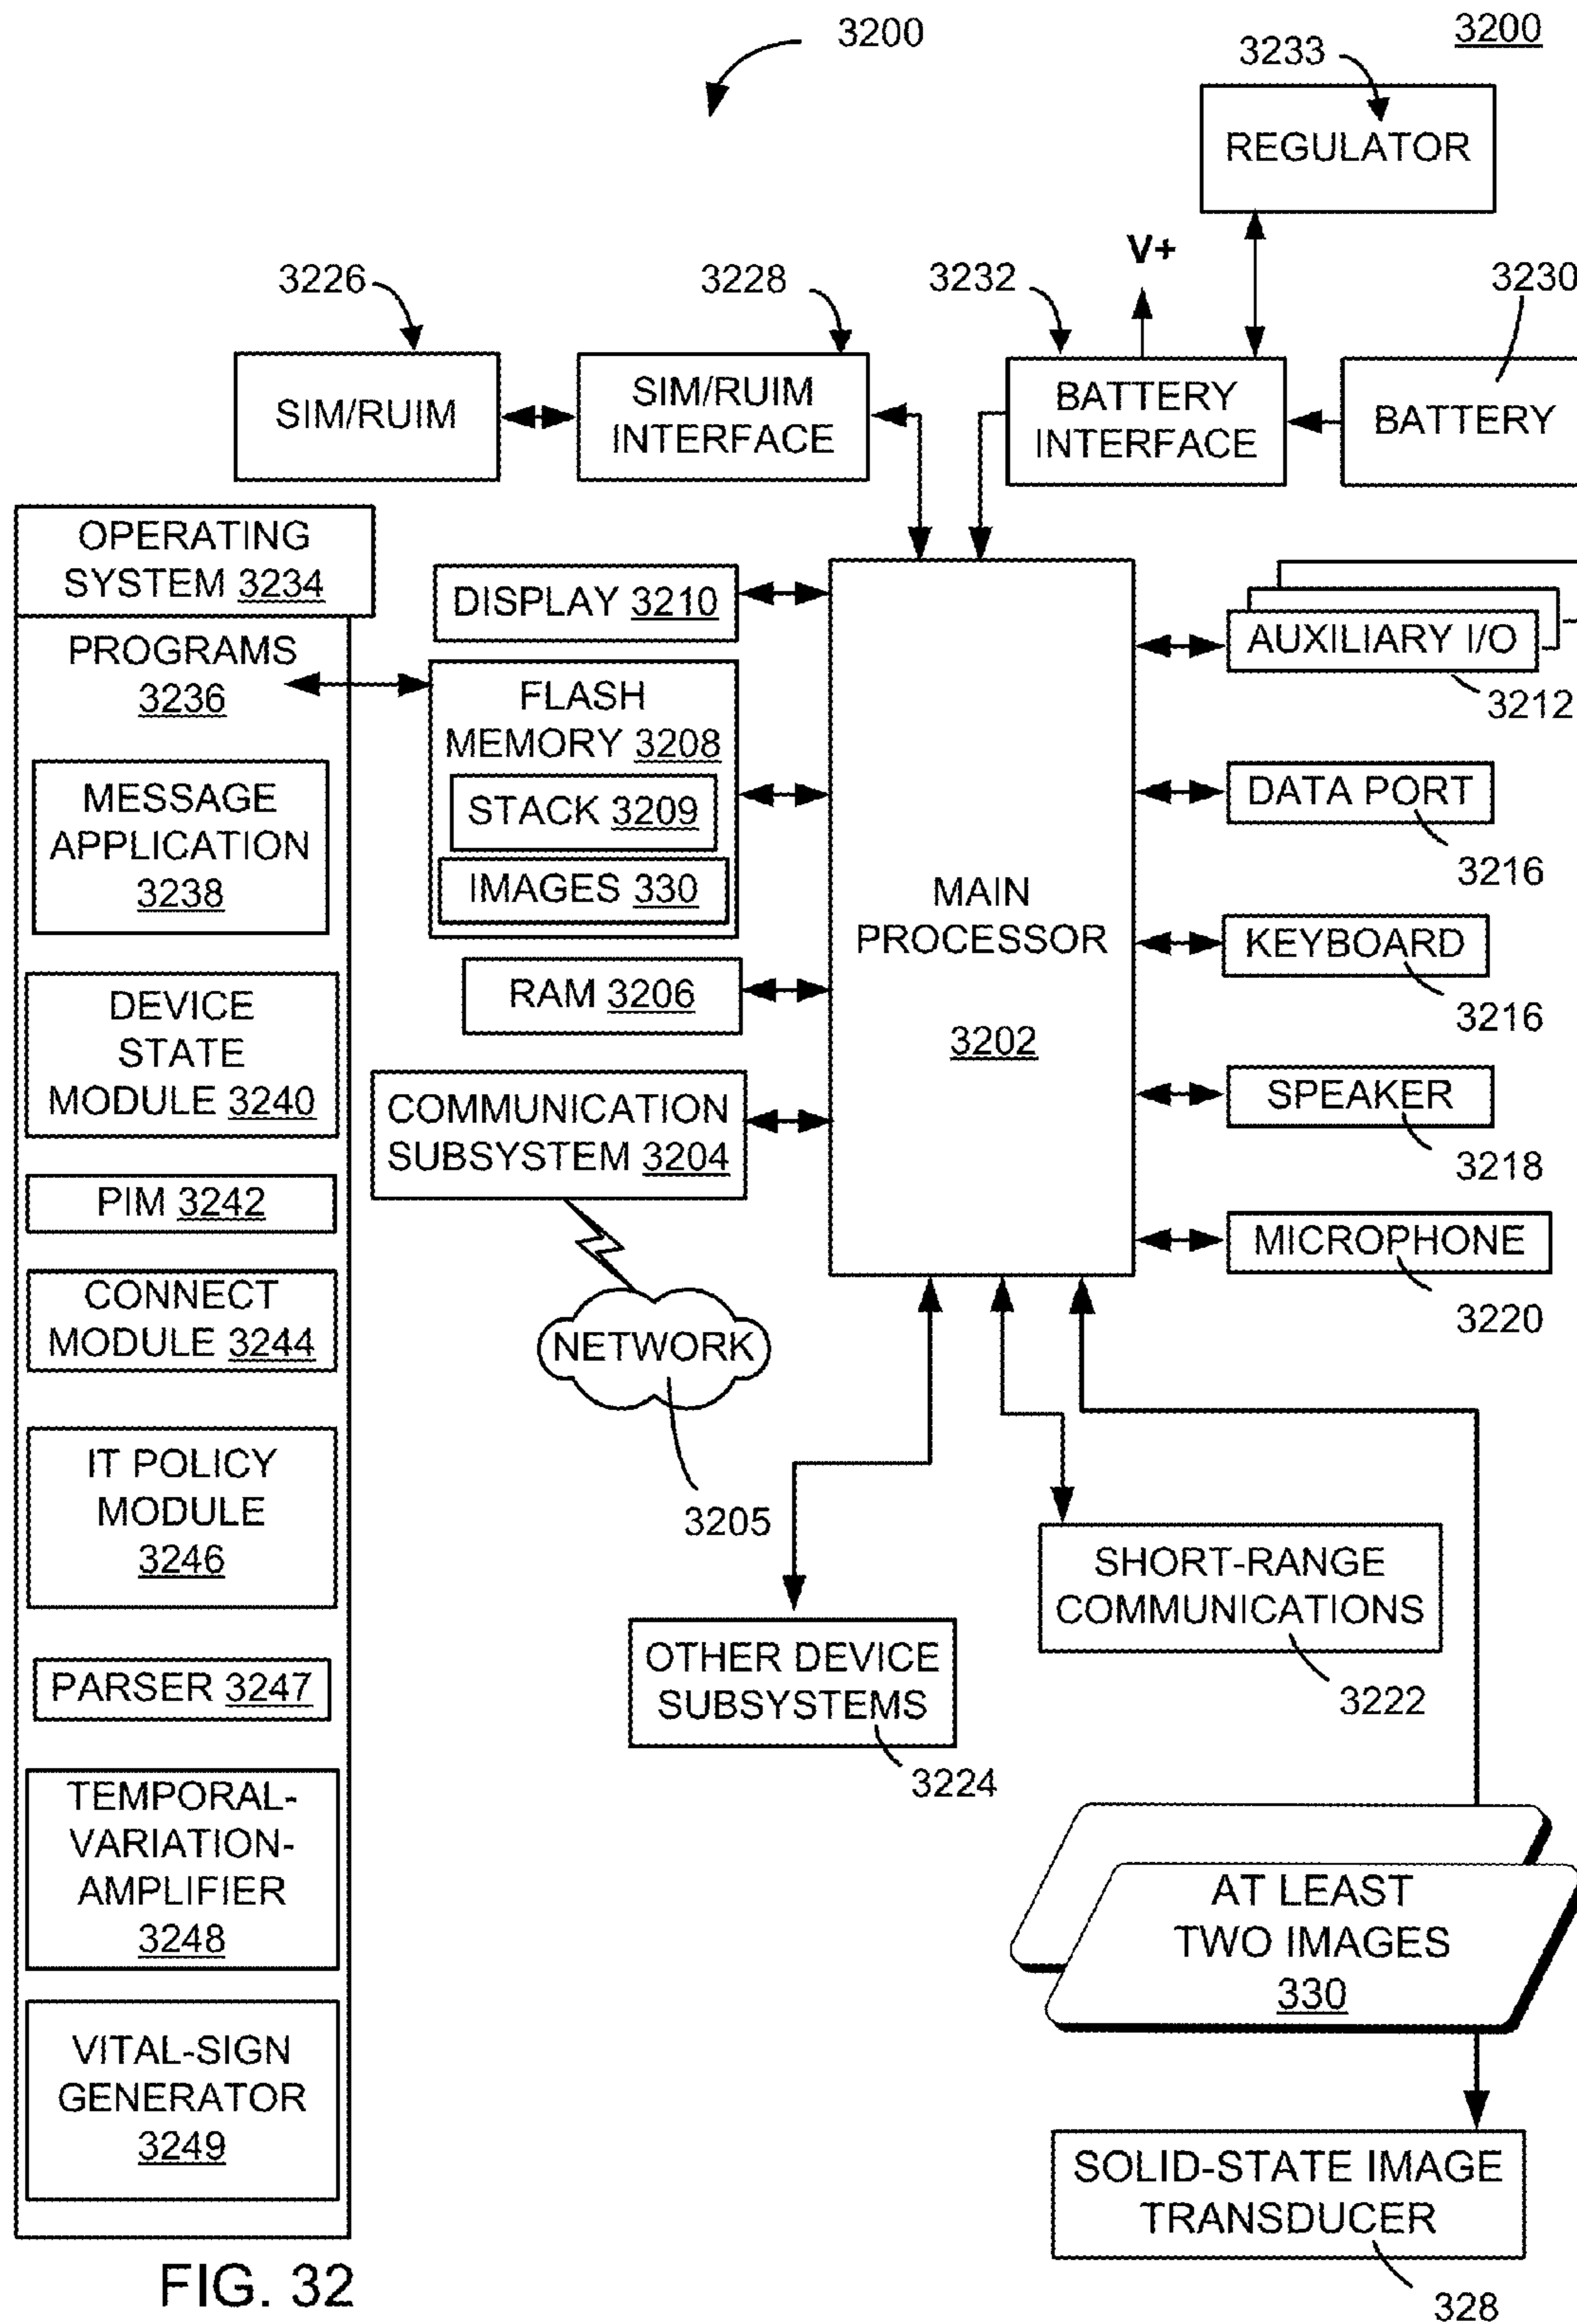 3200
3200
3233
REGULATOR
V+
3226
3228
3232
3230
SIM/RUIM
SIM/RUIM
INTERFACE
BATTERY
INTERFACE
BATTERY
OPERATING
SYSTEM 3234
PROGRAMS
3236
MESSAGE
APPLICATION
3238
DEVICE
STATE
MODULE 3240
PIM 3242
CONNECT
MODULE 3244
IT POLICY
MODULE
3246
PARSER 3247
TEMPORAL-
VARIATION-
AMPLIFIER
3248
VITAL-SIGN
GENERATOR
3249
DISPLAY 3210
FLASH
MEMORY 3208
STACK 3209
IMAGES 330
RAM 3206
COMMUNICATION
SUBSYSTEM 3204
NETWORK
3205
MAIN
PROCESSOR
3202
AUXILIARY I/O
3212
DATA PORT
3216
KEYBOARD
3216
SPEAKER
3218
MICROPHONE
3220
OTHER DEVICE
SUBSYSTEMS
3224
SHORT-RANGE
COMMUNICATIONS
3222
AT LEAST
TWO IMAGES
330
SOLID-STATE IMAGE
TRANSDUCER
328
FIG. 32